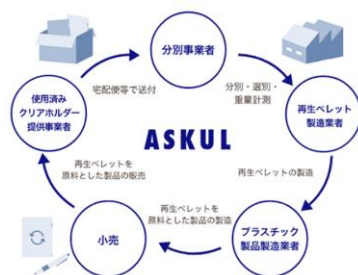 分別事業者
宅配便等で送付
分別・選別・
重量計測
使用済み
クリアホルダー
提供事業者
再生ペレット
製造業者
ASKUL
再生ペレットを
原料とした製品の販売
再生ペレットの製造
再生ペレットを
原料とした製品の製造
小売
プラスチック
製品製造業者